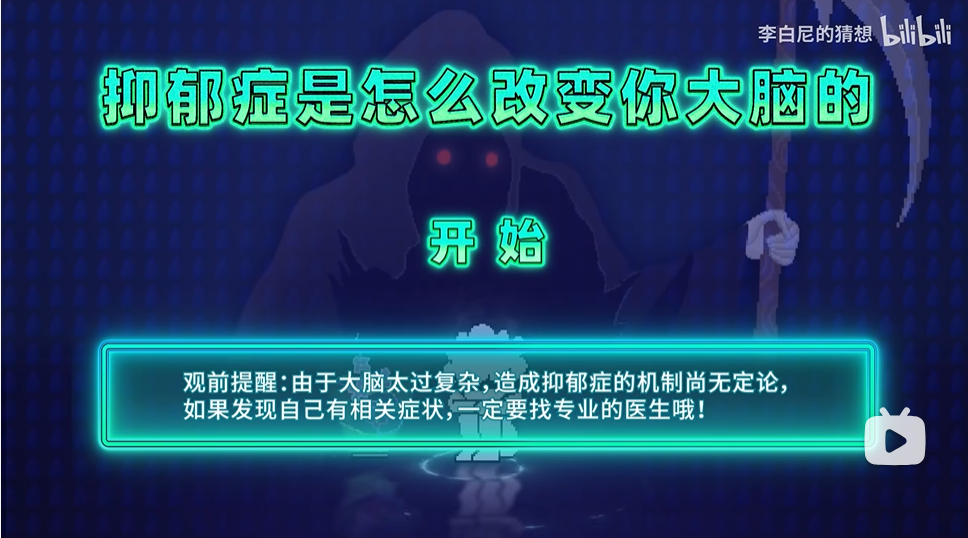 李白尼的猜想 bilibili
抑郁症是怎么改变你大脑的
开始
观前提醒：由于大脑太过复杂，造成抑郁症的机制尚无定论，
如果发现自己有相关症状，一定要找专业的医生哦！